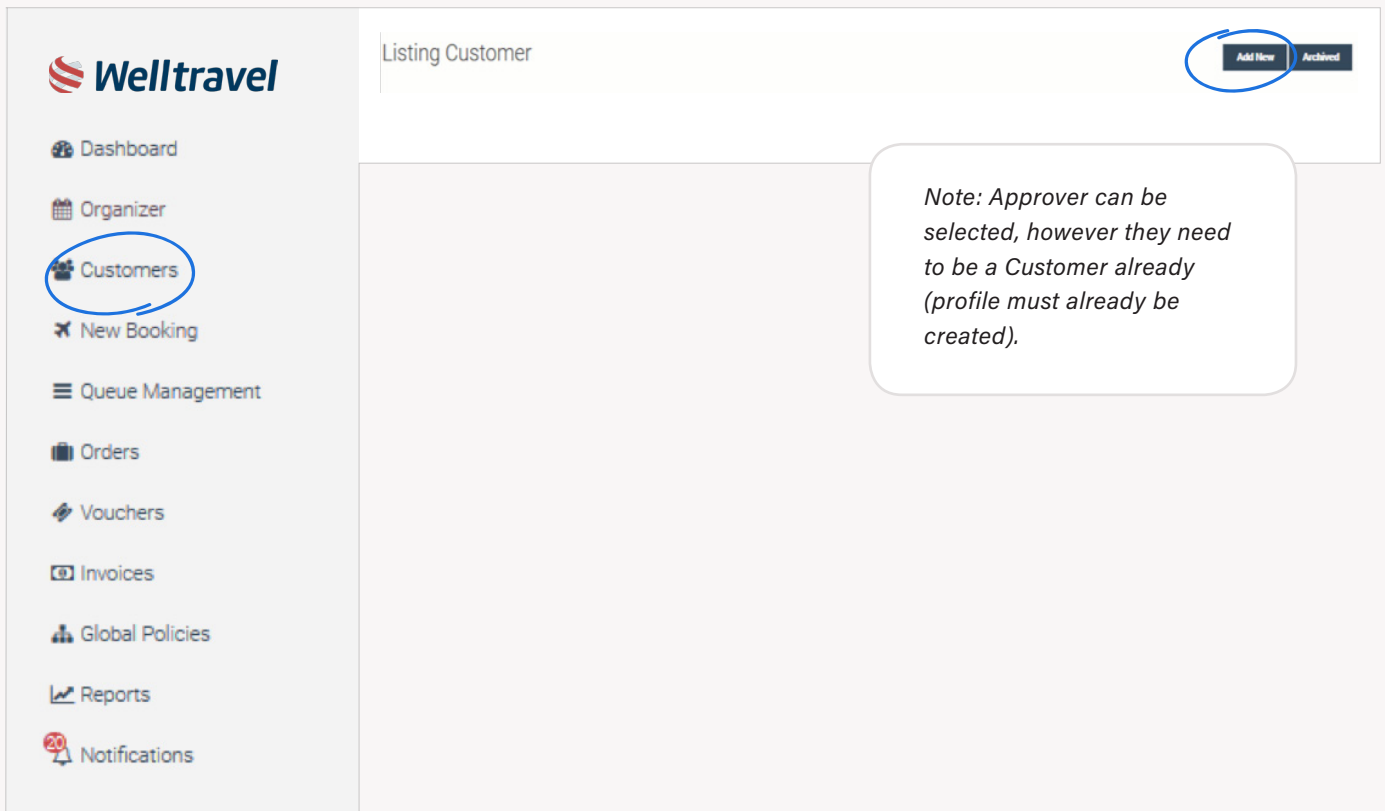 Welltravel
Dashboard
Organizer
Customers
New Booking
Queue Management
Orders
Vouchers
Invoices
Global Policies
Reports
20
Notifications
Listing Customer
Add New
Archived
Note: Approver can be
selected, however they need
to be a Customer already
(profile must already be
created).